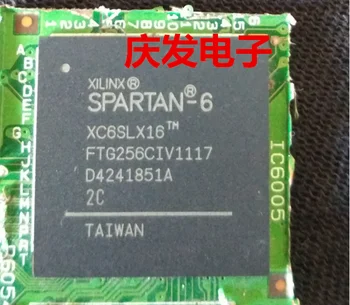 庆发电子
XILINX®
SPARTAN®-6
XC6SLX16™
FTG256CIV1117
D4241851A
2C
TAIWAN
IC6005